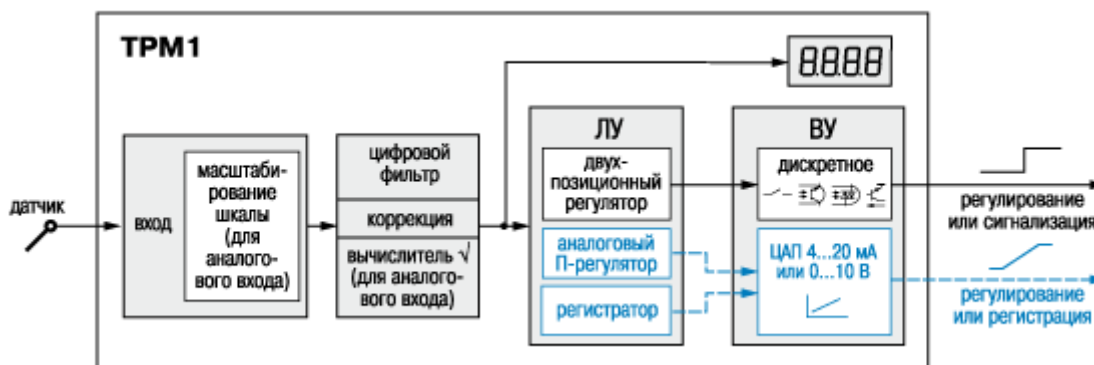 ТРМ1
8.8.8.8
датчик
вход
масштаби-
рование
шкалы
(для
аналого-
вого входа)
цифровой
фильтр
коррекция
вычислитель √
(для аналого-
вого входа)
ЛУ
двух-
позиционный
регулятор
аналоговый
П-регулятор
регистратор
ВУ
дискретное
ЦАП 4...20 мА
или 0...10 В
регулирование
или сигнализация
регулирование
или регистрация